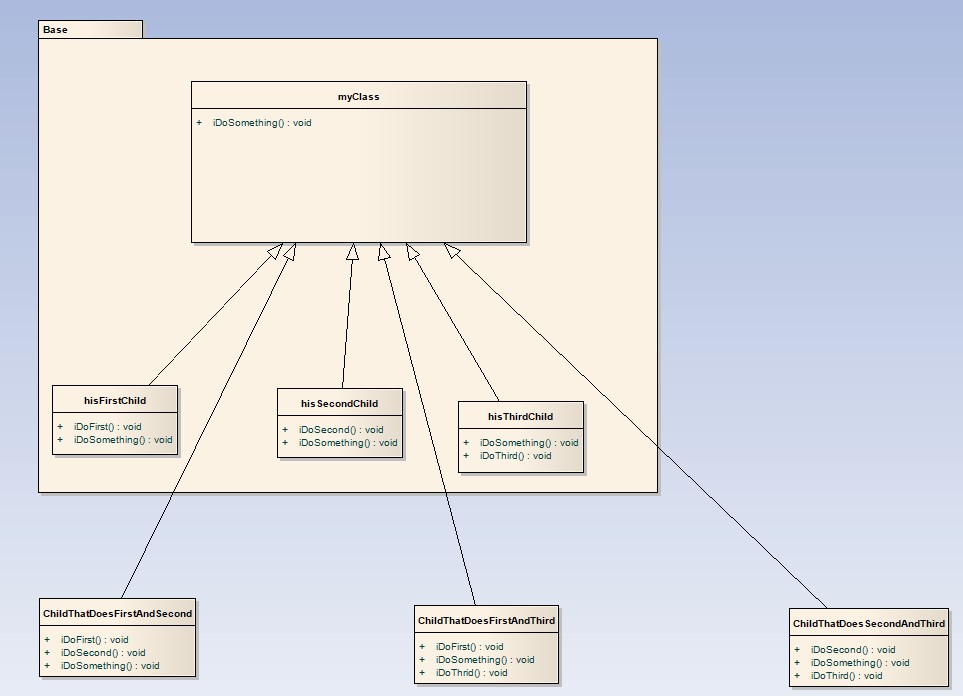 Base
myClass
+ iDoSomething() : void
hisFirstChild
+ iDoFirst() : void
+ iDoSomething() : void
hisSecondChild
+ iDoSecond() : void
+ iDoSomething() : void
hisThirdChild
+ iDoSomething() : void
+ iDoThird() : void
ChildThatDoesFirstAndSecond
+ iDoFirst() : void
+ iDoSecond() : void
+ iDoSomething() : void
ChildThatDoesFirstAndThird
+ iDoFirst() : void
+ iDoSomething() : void
+ iDoThrid() : void
ChildThatDoesSecondAndThird
+ iDoSecond() : void
+ iDoSomething() : void
+ iDoThird() : void